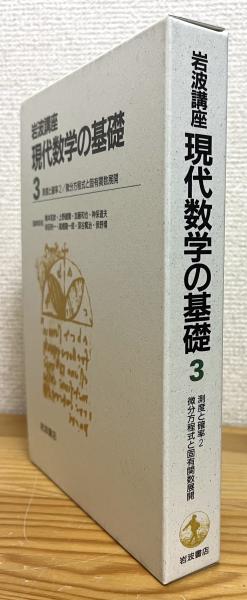 岩波講座
現代数学の基礎
3 測度と確率2/微分方程式と固有関数展開
岩波書店
岩波講座
現代数学の基礎
3
測度と確率2
微分方程式と固有関数展開
岩波書店